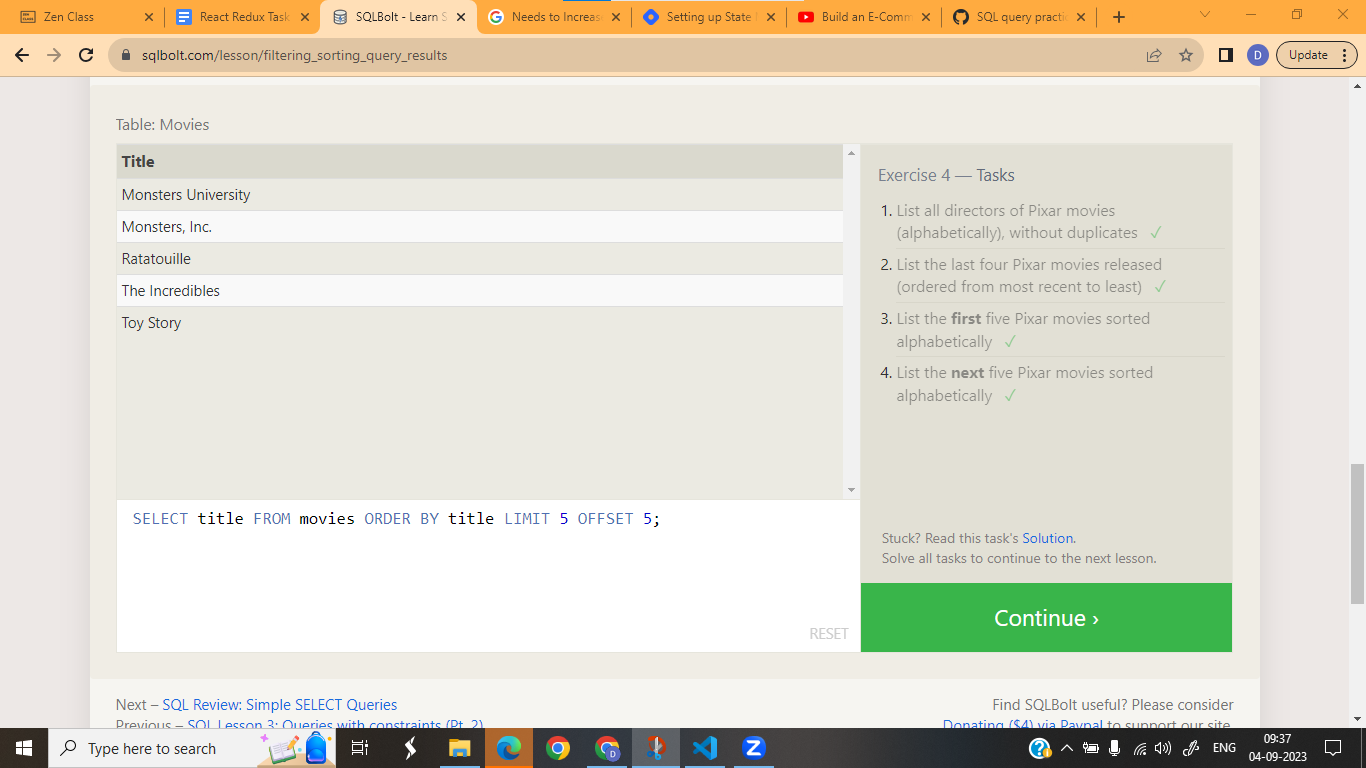 Zen Class
React Redux Task
SQLBolt - Learn S
Needs to Increas
Setting up State
Build an E-Comm
SQL query practi
sqlbolt.com/lesson/filtering_sorting_query_results
D
Update
Table: Movies
Title
Monsters University
Monsters, Inc.
Ratatouille
The Incredibles
Toy Story
SELECT title FROM movies ORDER BY title LIMIT 5 OFFSET 5;
RESET
Exercise 4 — Tasks
1. List all directors of Pixar movies
(alphabetically), without duplicates ✓
2. List the last four Pixar movies released
(ordered from most recent to least) ✓
3. List the first five Pixar movies sorted
alphabetically ✓
4. List the next five Pixar movies sorted
alphabetically ✓
Stuck? Read this task's Solution.
Solve all tasks to continue to the next lesson.
Continue ›
Next – SQL Review: Simple SELECT Queries
Previous – SQL Lesson 3: Queries with constraints (Pt. 2)
Find SQLBolt useful? Please consider
Donating ($4) via Paypal to support our site.
Type here to search
ENG
09:37
04-09-2023